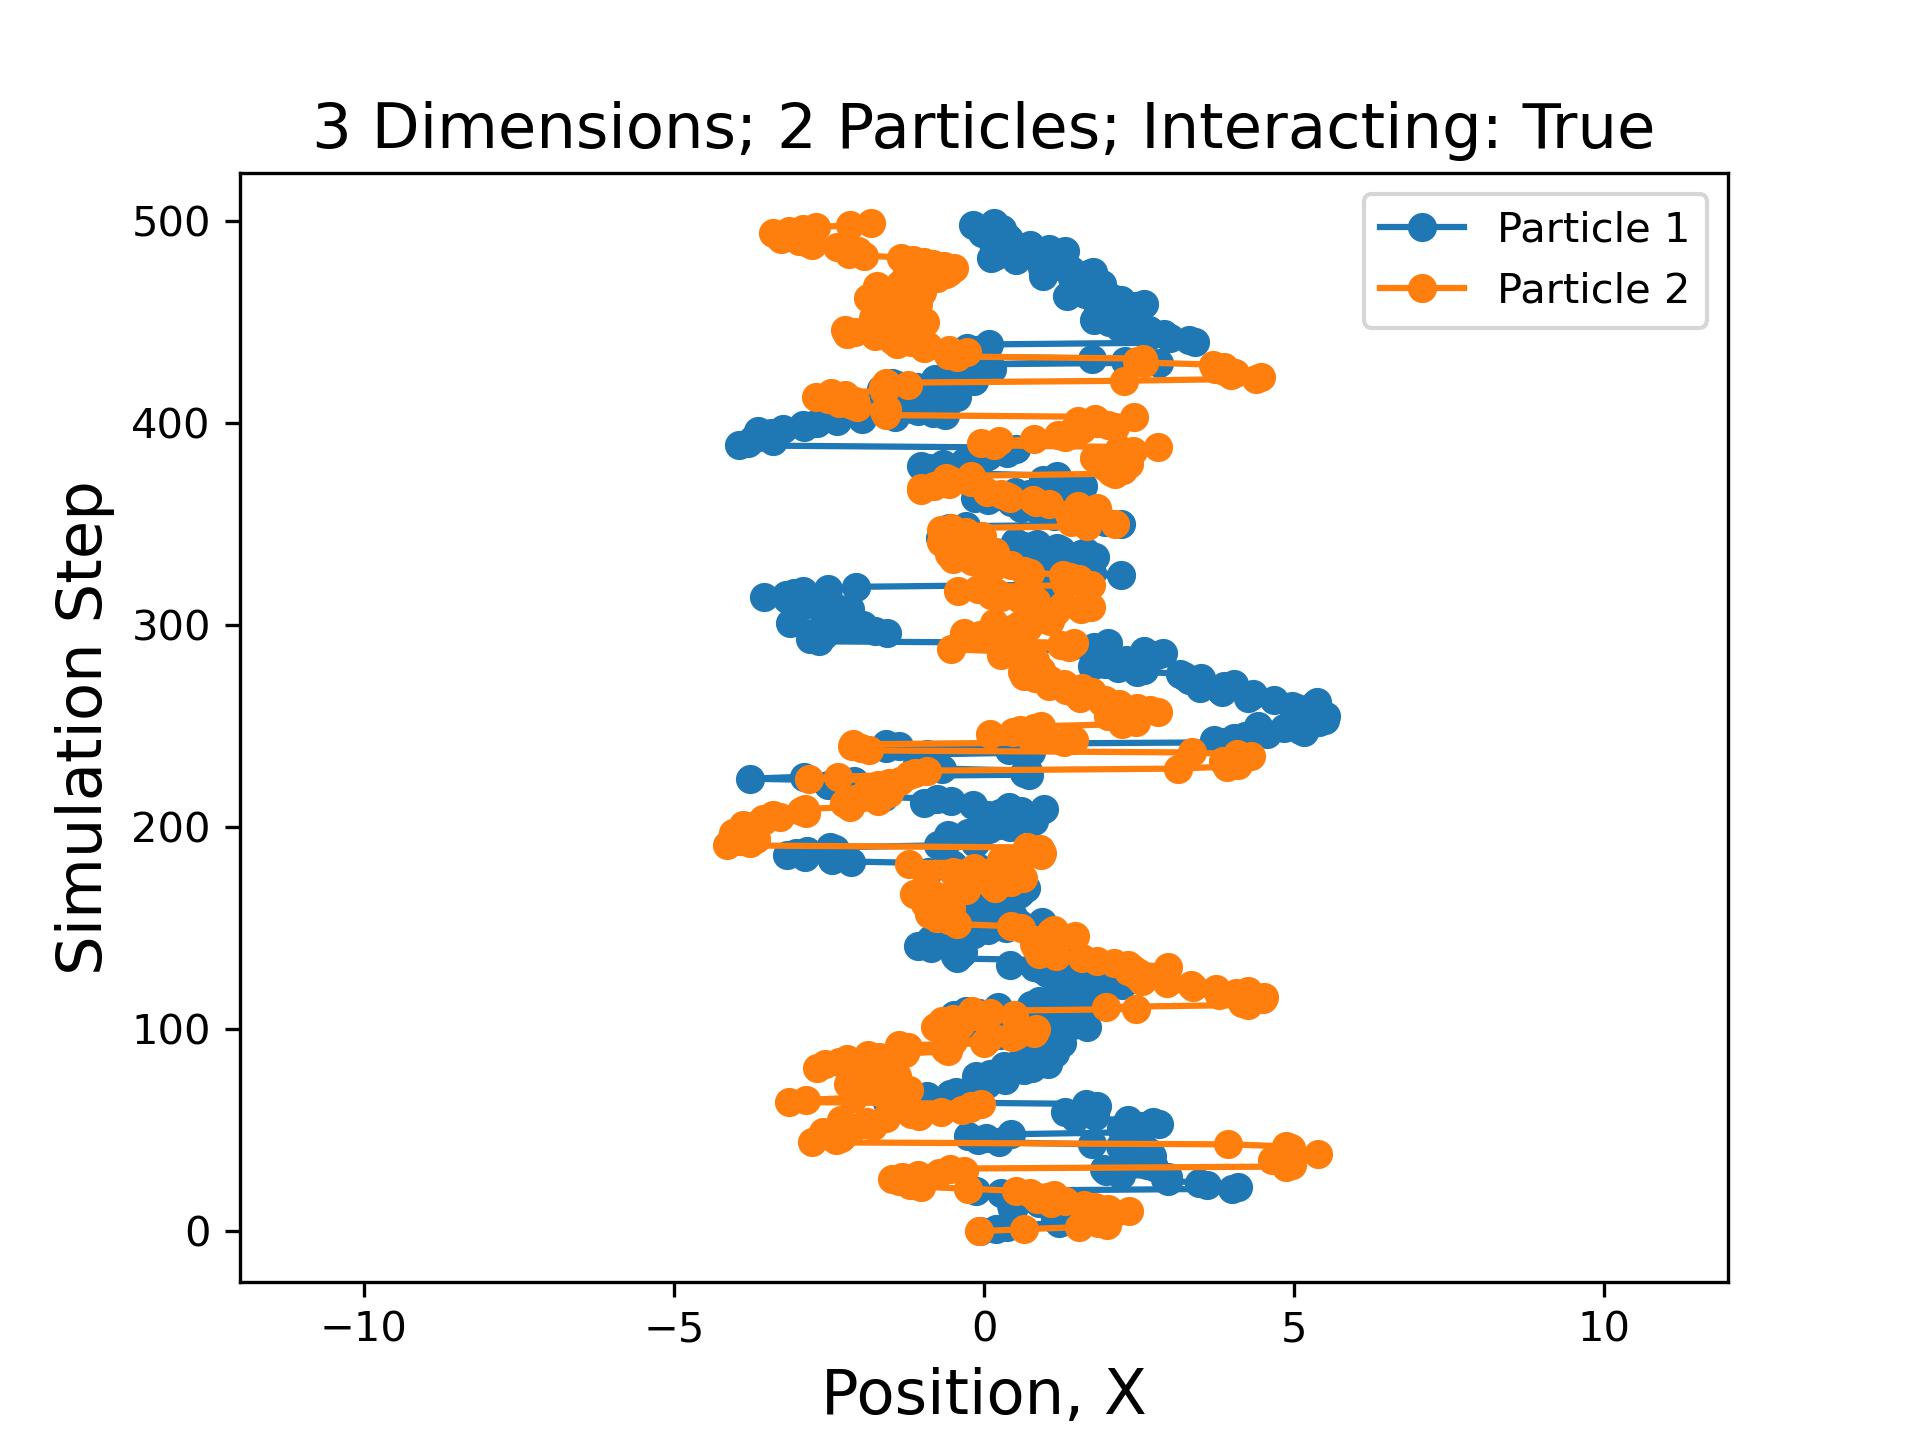 3 Dimensions; 2 Particles; Interacting: True
Particle 1
Particle 2
500
400
300
200
100
0
Simulation Step
−10
−5
0
5
10
Position, X